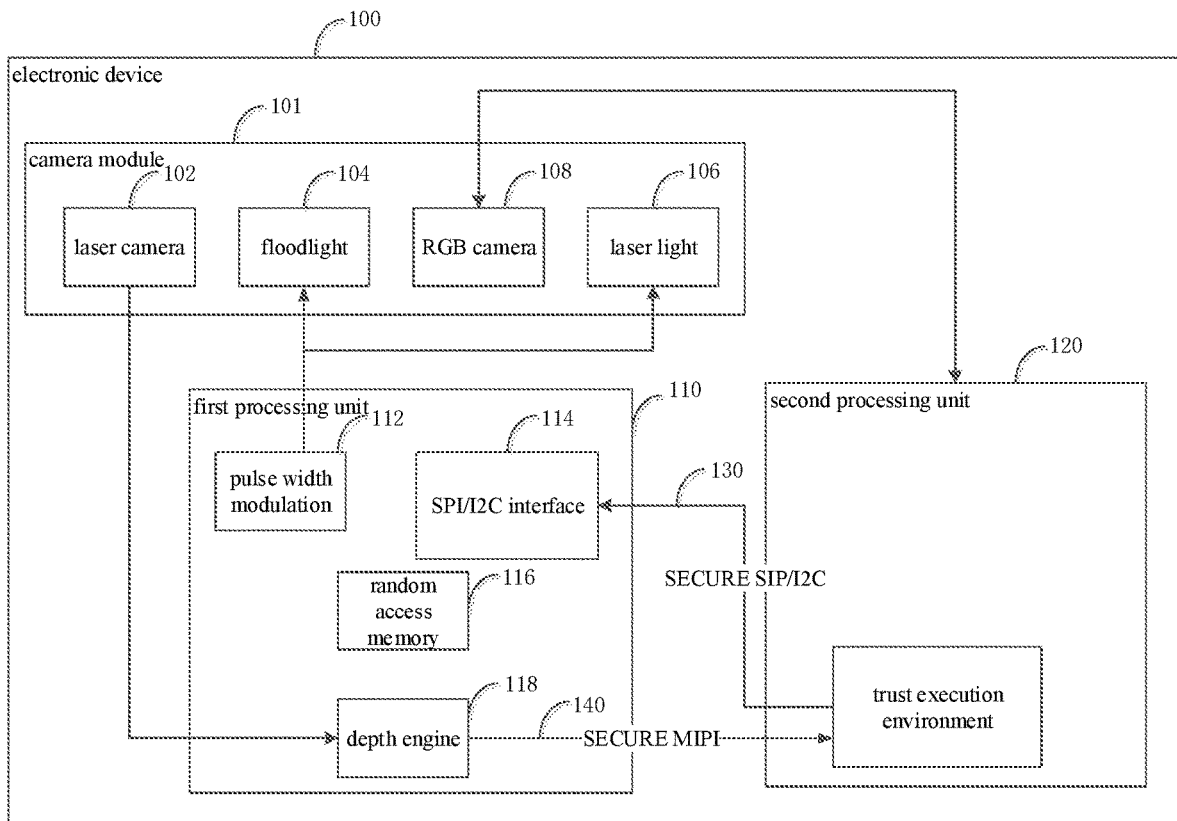 100
electronic device
101
camera module
102
104
108
106
laser camera
floodlight
RGB camera
laser light
120
first processing unit
110
second processing unit
112
114
130
pulse width
modulation
SPI/I2C interface
SECURE SIP/I2C
random
access
memory
116
118
140
depth engine
SECURE MIPI
trust execution
environment